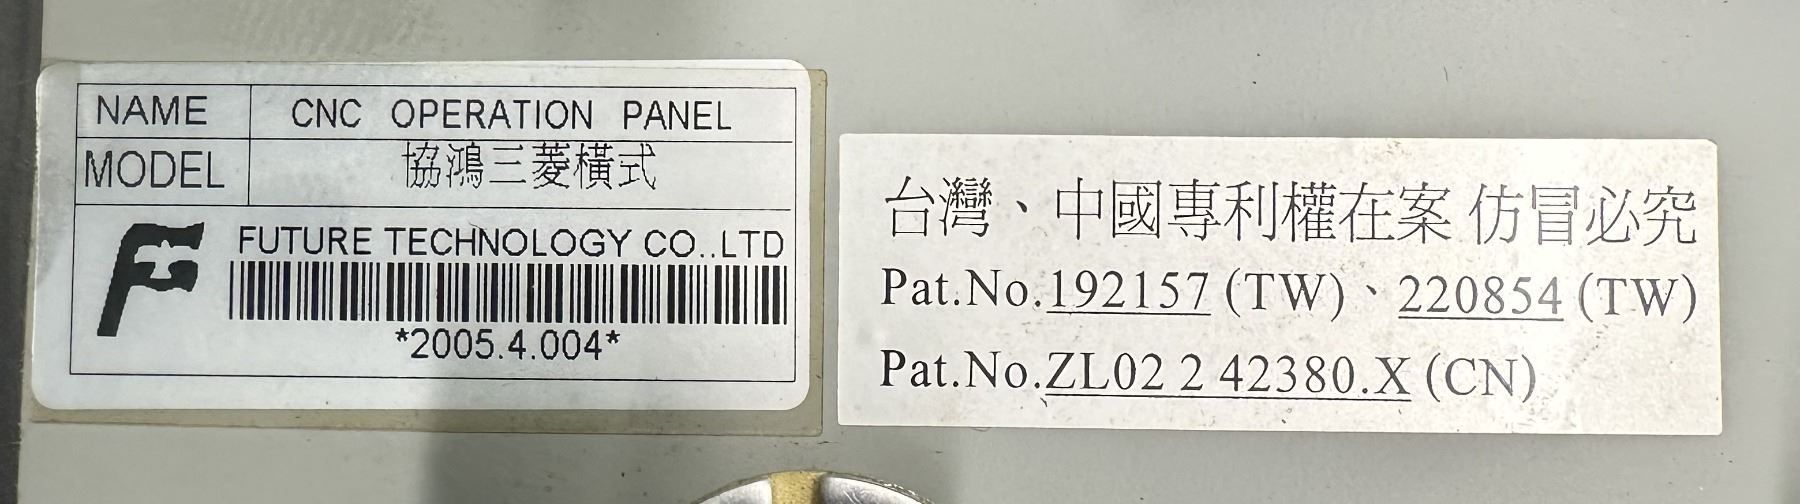 NAME CNC OPERATION PANEL
MODEL 協鴻三菱橫式
FUTURE TECHNOLOGY CO.,LTD
*2005.4.004*
台灣、中國專利權在案 仿冒必究
Pat.No.192157 (TW)、220854 (TW)
Pat.No.ZL02 2 42380.X (CN)